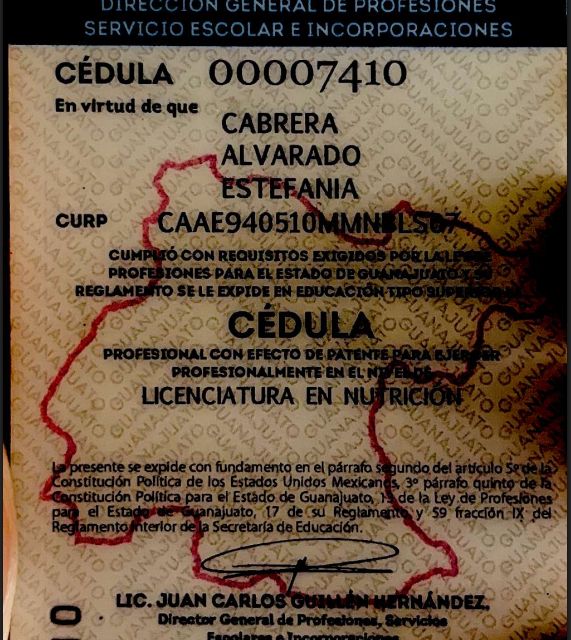 DIRECCIÓN GENERAL DE PROFESIONES
SERVICIO ESCOLAR E INCORPORACIONES
CÉDULA 00007410
En virtud de que
CABRERA
ALVARADO
ESTEFANIA
CURP
CUMPLIÓ CON REQUISITOS EXIGIDOS POR LA LEY DE
PROFESIONES PARA EL ESTADO DE GUANAJUATO Y SU
REGLAMENTO SE LE EXPIDE EN EDUCACIÓN TIPO SUPERIOR
CÉDULA
PROFESIONAL CON EFECTO DE PATENTE PARA EJERCER
PROFESIONALMENTE EN EL NIVEL DE
LICENCIATURA EN NUTRICIÓN
La presente se expide con fundamento en el párrafo segundo del artículo 5º de la
Constitución Política de los Estados Unidos Mexicanos, 3º párrafo quinto de la
Constitución Política para el Estado de Guanajuato, de la Ley de Profesiones
para el Estado de Guanajuato, 17 de su Reglamento y 59 fracción IX del
Reglamento Interior de la Secretaría de Educación.
LIC. JUAN CARLOS GUILLÉN HERNÁNDEZ,
Director General de Profesiones, Servicios
Escolares e Incorporaciones